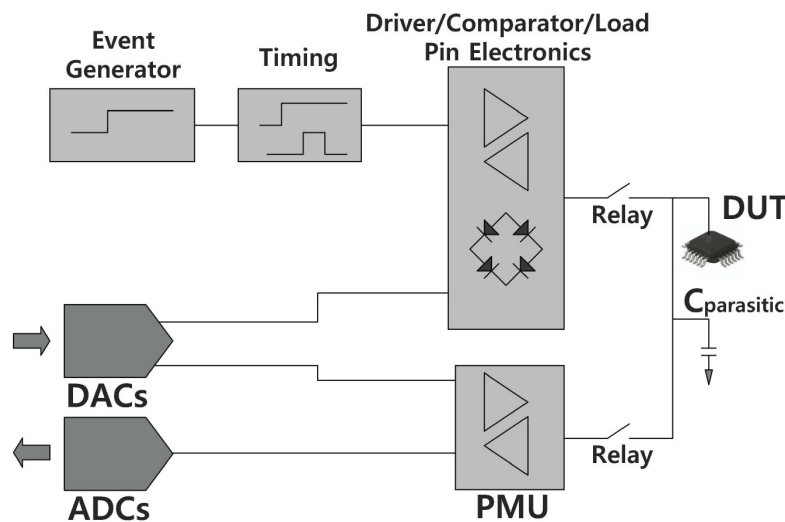 Driver/Comparator/Load
Pin Electronics
Event
Generator
Timing
Relay
DUT
Cparasitic
DACs
ADCs
PMU
Relay